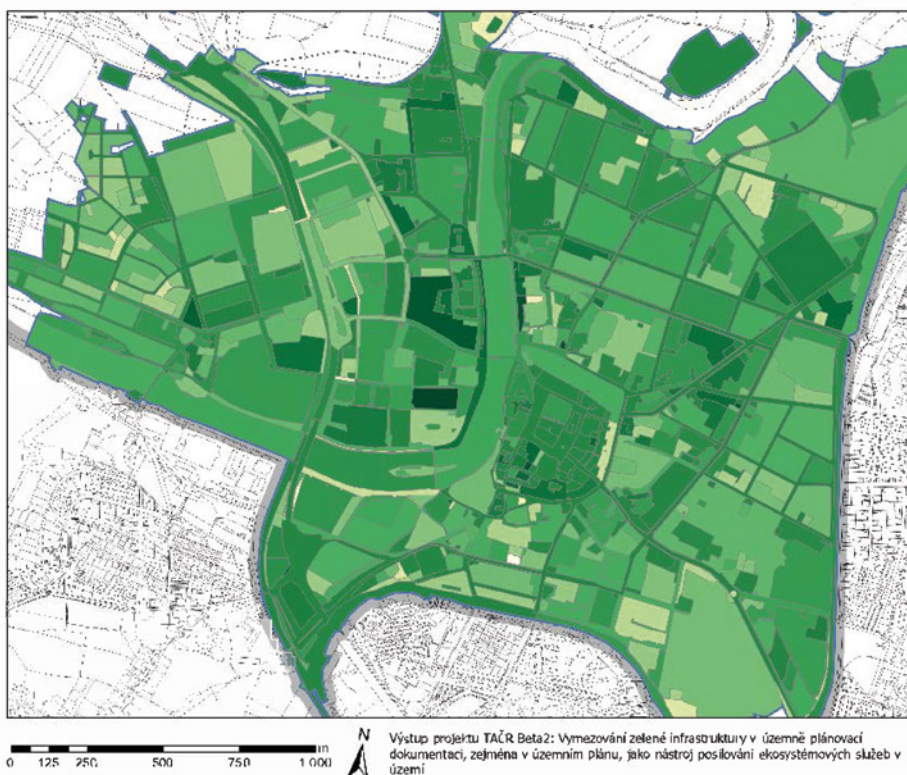 0 125 250 500 750 1 000
m
N
Výstup projektu TAČR Beta2: Vymezování zelené infrastruktury v územně plánovací
dokumentaci, zejména v územním plánu, jako nástroj posilování ekosystémových služeb v
území